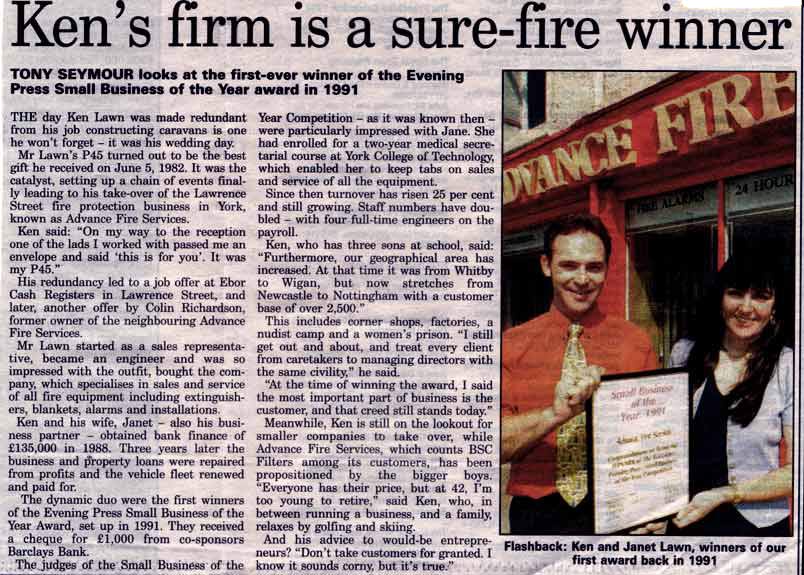 Ken's firm is a sure-fire winner
TONY SEYMOUR looks at the first-ever winner of the Evening
Press Small Business of the Year award in 1991
THE day Ken Lawn was made redundant
from his job constructing caravans is one
he won't forget – it was his wedding day.
Mr Lawn's P45 turned out to be the best
gift he received on June 5, 1982. It was the
catalyst, setting up a chain of events final-
ly leading to his take-over of the Lawrence
Street fire protection business in York,
known as Advance Fire Services.
Ken said: "On my way to the reception
one of the lads I worked with passed me an
envelope and said 'this is for you'. It was
my P45."
His redundancy led to a job offer at Ebor
Cash Registers in Lawrence Street, and
later, another offer by Colin Richardson,
former owner of the neighbouring Advance
Fire Services.
Mr Lawn started as a sales representa-
tive, became an engineer and was so
impressed with the outfit, bought the com-
pany, which specialises in sales and service
of all fire equipment including extinguish-
ers, blankets, alarms and installations.
Ken and his wife, Janet – also his busi-
ness partner – obtained bank finance of
£135,000 in 1988. Three years later the
business and property loans were repaired
from profits and the vehicle fleet renewed
and paid for.
The dynamic duo were the first winners
of the Evening Press Small Business of the
Year Award, set up in 1991. They received
a cheque for £1,000 from co-sponsors
Barclays Bank.
The judges of the Small Business of the
Year Competition - as it was known then –
were particularly impressed with Jane. She
had enrolled for a two-year medical secre-
tarial course at York College of Technology,
which enabled her to keep tabs on sales
and service of all the equipment.
Since then turnover has risen 25 per cent
and still growing. Staff numbers have dou-
bled – with four full-time engineers on the
payroll.
Ken, who has three sons at school, said:
"Furthermore, our geographical area has
increased. At that time it was from Whitby
to Wigan, but now stretches from
Newcastle to Nottingham with a customer
base of over 2,500."
This includes corner shops, factories, a
nudist camp and a women's prison. "I still
get out and about, and treat every client
from caretakers to managing directors with
the same civility," he said.
"At the time of winning the award, I said
the most important part of business is the
customer, and that creed still stands today."
Meanwhile, Ken is still on the lookout for
smaller companies to take over, while
Advance Fire Services, which counts BSC
Filters among its customers, has been
propositioned by the bigger boys.
"Everyone has their price, but at 42, I'm
too young to retire," said Ken, who, in
between running a business, and a family,
relaxes by golfing and skiing.
And his advice to would-be entrepre-
neurs? "Don't take customers for granted. I
know it sounds corny, but it's true."
DVANCE FIRE
FIRE ALARMS
24 HOUR
Small Business
of the
Year 1991
Advance Fire Services
Flashback: Ken and Janet Lawn, winners of our
first award back in 1991